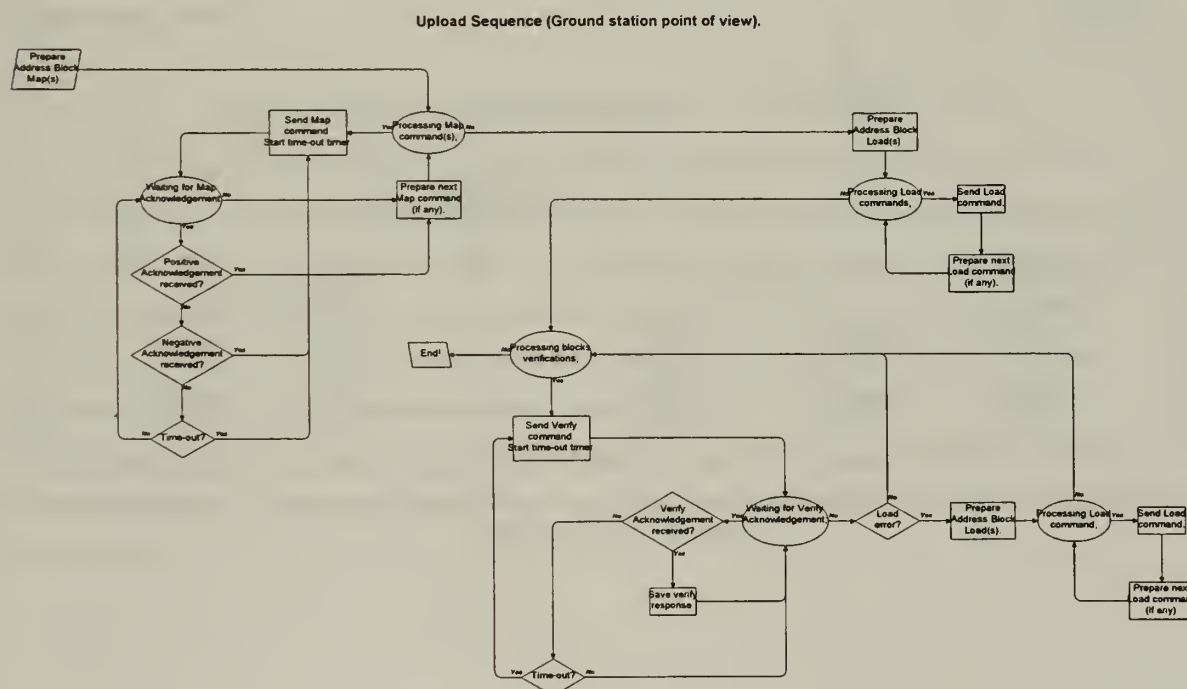 Upload Sequence (Ground station point of view).
Prepare
Address Block
Map(s)
Send Map
command
Start time-out timer
Yes
Processing Map
command(s),
No
Prepare
Address Block
Load(s)
Waiting for Map
Acknowledgement
No
Yes
Prepare next
Map command
(if any).
No
Processing Load
commands,
Yes
Send Load
command.
Prepare next
Load command
(if any).
Positive
Acknowledgement
received?
Yes
No
Negative
Acknowledgement
received?
Yes
No
Time-out?
No
Yes
End!
No
Processing blocks
verifications,
Yes
Send Verify
command
Start time-out timer
No
Verify
Acknowledgement
received?
Yes
Yes
Waiting for Verify
Acknowledgement,
No
Load
error?
No
Yes
Prepare
Address Block
Load(s).
No
Processing Load
command,
Yes
Send Load
command,
Save verify
response
Prepare next
Load command
(if any)
Yes
Time-out?
No